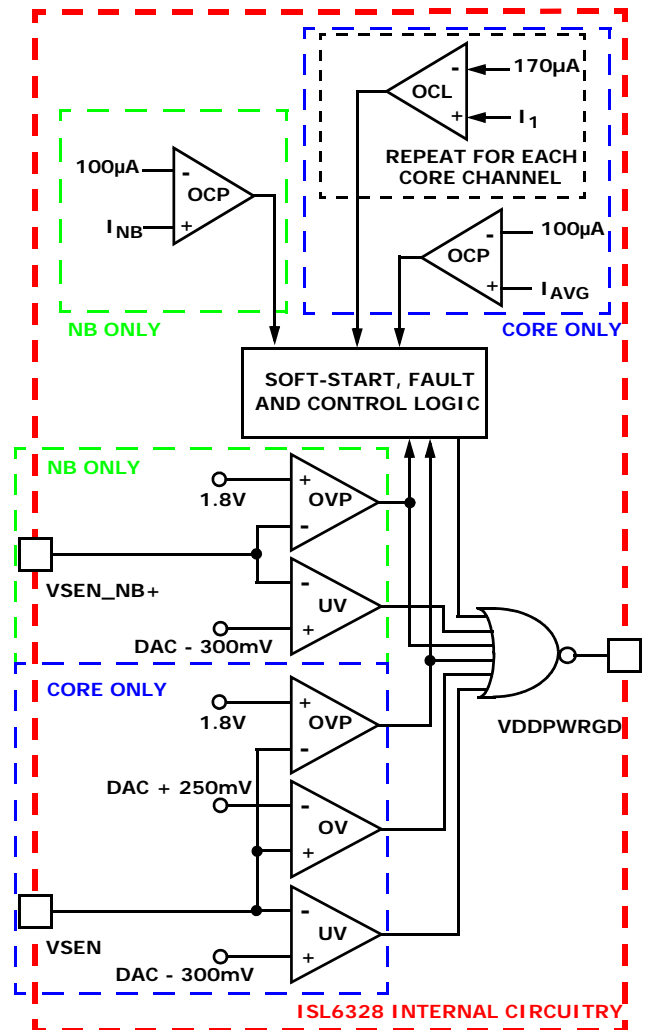 -
170µA
OCL
+
I1
REPEAT FOR EACH
CORE CHANNEL
100µA
-
OCP
INB
+
-
100µA
OCP
+
IAVG
NB ONLY
CORE ONLY
SOFT-START, FAULT
AND CONTROL LOGIC
NB ONLY
+
1.8V
OVP
-
VSEN_NB+
-
UV
DAC - 300mV
+
CORE ONLY
+
1.8V
OVP
-
VDDPWRGD
DAC + 250mV
-
OV
+
-
VSEN
UV
DAC - 300mV
+
ISL6328 INTERNAL CIRCUITRY